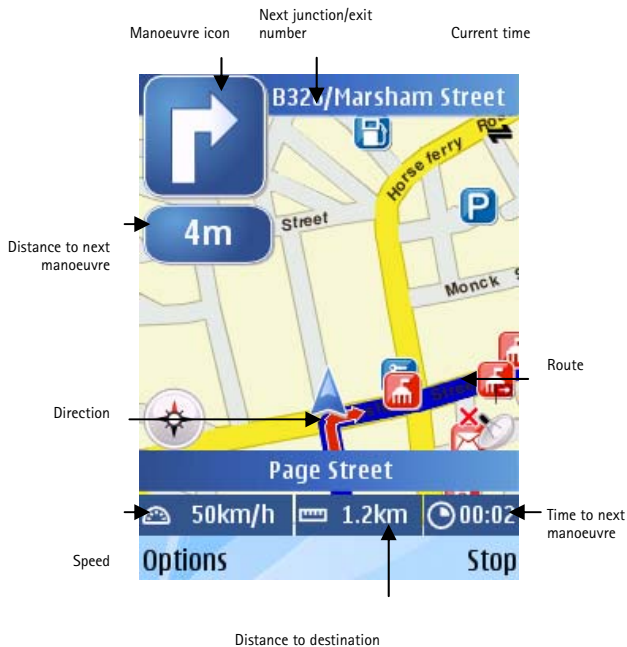 Next junction/exit
number
Manoeuvre icon
Current time
B326/Marsham Street
Horse ferry
4m
Street
Distance to next
manoeuvre
Monck
Route
Direction
Page Street
50km/h 1.2km 00:02
Time to next
manoeuvre
Speed
Options Stop
Distance to destination
P